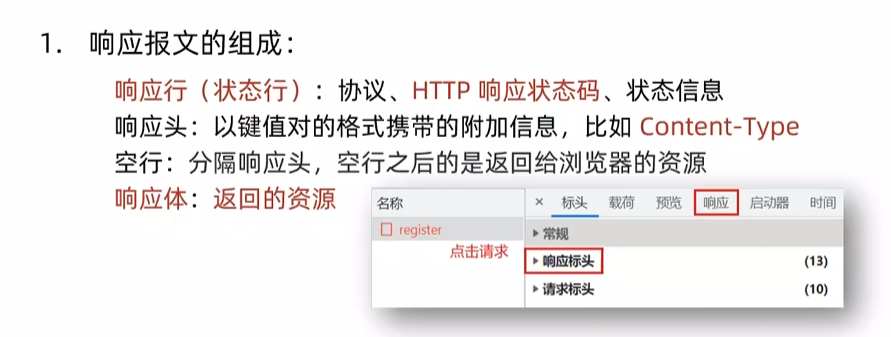 1. 响应报文的组成：
响应行（状态行）：协议、HTTP 响应状态码、状态信息
响应头：以键值对的格式携带的附加信息，比如 Content-Type
空行：分隔响应头，空行之后的是返回给浏览器的资源
响应体：返回的资源
名称
register
点击请求
× 标头 载荷 预览 响应 启动器 时间
常规
响应标头 (13)
请求标头 (10)